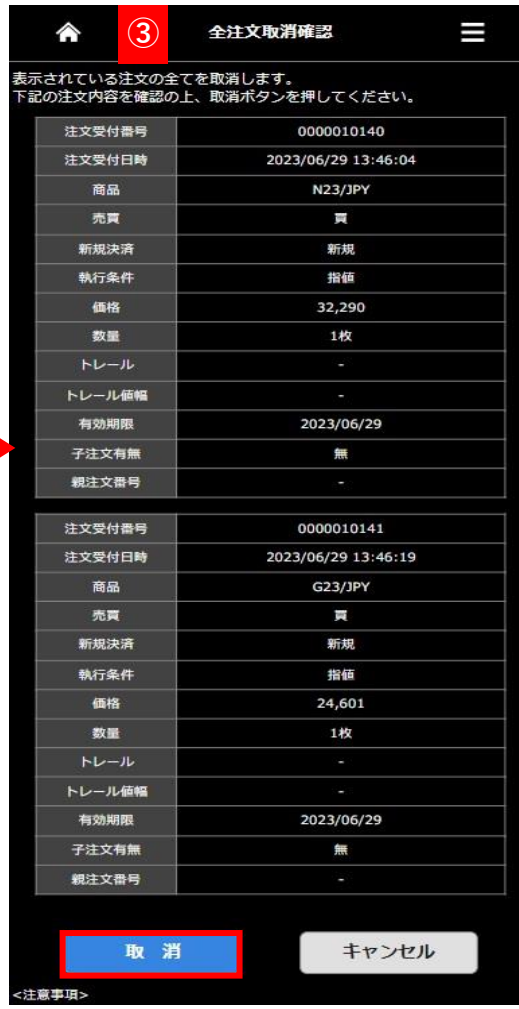 ③ 全注文取消確認
表示されている注文の全てを取消します。
下記の注文内容を確認の上、取消ボタンを押してください。
注文受付番号 0000010140
注文受付日時 2023/06/29 13:46:04
商品 N23/JPY
売買 買
新規決済 新規
執行条件 指値
価格 32,290
数量 1枚
トレール -
トレール値幅 -
有効期限 2023/06/29
子注文有無 無
親注文番号 -
注文受付番号 0000010141
注文受付日時 2023/06/29 13:46:19
商品 G23/JPY
売買 買
新規決済 新規
執行条件 指値
価格 24,601
数量 1枚
トレール -
トレール値幅 -
有効期限 2023/06/29
子注文有無 無
親注文番号 -
取 消 キャンセル
<注意事項>